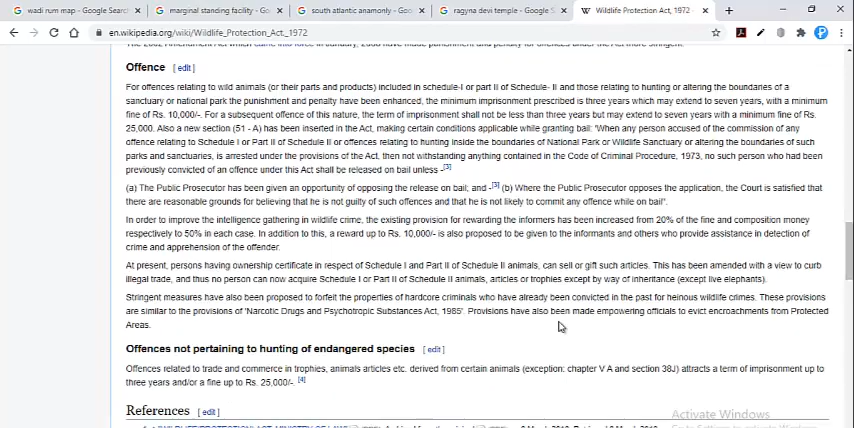 wadi rum map - Google Search
marginal standing facility - Go
south atlantic anamonly - Goo
ragyna devi temple - Google S
Wildlife Protection Act, 1972 -
en.wikipedia.org/wiki/Wildlife_Protection_Act,_1972
The 2002 Amendment Act which came into force in January, 2003 have made punishment and penalty for offences under the Act more stringent.
Offence [ edit ]
For offences relating to wild animals (or their parts and products) included in schedule-I or part II of Schedule- II and those relating to hunting or altering the boundaries of a
sanctuary or national park the punishment and penalty have been enhanced, the minimum imprisonment prescribed is three years which may extend to seven years, with a minimum
fine of Rs. 10,000/-. For a subsequent offence of this nature, the term of imprisonment shall not be less than three years but may extend to seven years with a minimum fine of Rs.
25,000. Also a new section (51 - A) has been inserted in the Act, making certain conditions applicable while granting bail: 'When any person accused of the commission of any
offence relating to Schedule I or Part II of Schedule II or offences relating to hunting inside the boundaries of National Park or Wildlife Sanctuary or altering the boundaries of such
parks and sanctuaries, is arrested under the provisions of the Act, then not withstanding anything contained in the Code of Criminal Procedure, 1973, no such person who had been
previously convicted of an offence under this Act shall be released on bail unless -[3]
(a) The Public Prosecutor has been given an opportunity of opposing the release on bail; and -[3] (b) Where the Public Prosecutor opposes the application, the Court is satisfied that
there are reasonable grounds for believing that he is not guilty of such offences and that he is not likely to commit any offence while on bail".
In order to improve the intelligence gathering in wildlife crime, the existing provision for rewarding the informers has been increased from 20% of the fine and composition money
respectively to 50% in each case. In addition to this, a reward up to Rs. 10,000/- is also proposed to be given to the informants and others who provide assistance in detection of
crime and apprehension of the offender.
At present, persons having ownership certificate in respect of Schedule I and Part II of Schedule II animals, can sell or gift such articles. This has been amended with a view to curb
illegal trade, and thus no person can now acquire Schedule I or Part II of Schedule II animals, articles or trophies except by way of inheritance (except live elephants).
Stringent measures have also been proposed to forfeit the properties of hardcore criminals who have already been convicted in the past for heinous wildlife crimes. These provisions
are similar to the provisions of 'Narcotic Drugs and Psychotropic Substances Act, 1985'. Provisions have also been made empowering officials to evict encroachments from Protected
Areas.
Offences not pertaining to hunting of endangered species [ edit ]
Offences related to trade and commerce in trophies, animals articles etc. derived from certain animals (exception: chapter V A and section 38J) attracts a term of imprisonment up to
three years and/or a fine up to Rs. 25,000/-. [4]
References [ edit ]
Activate Windows